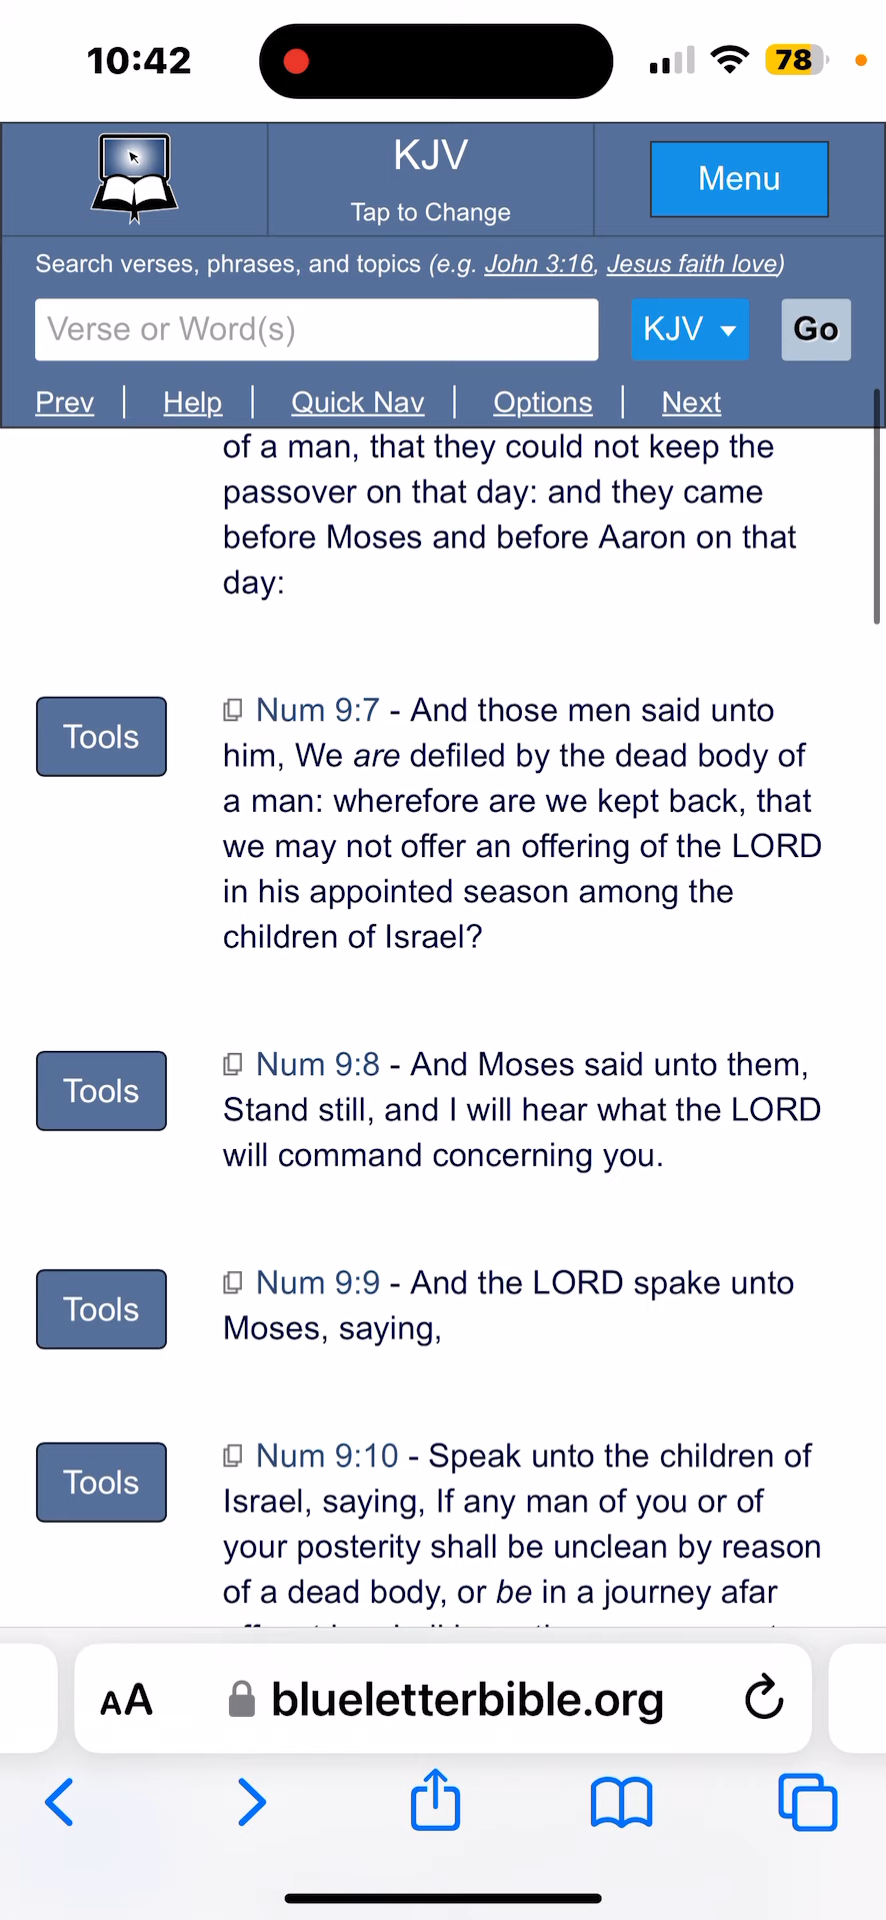 10:42
78
KJV
Tap to Change
Menu
Search verses, phrases, and topics (e.g. John 3:16, Jesus faith love)
Verse or Word(s)
KJV
Go
Prev | Help | Quick Nav | Options | Next
of a man, that they could not keep the
passover on that day: and they came
before Moses and before Aaron on that
day:
Tools
Num 9:7 - And those men said unto
him, We are defiled by the dead body of
a man: wherefore are we kept back, that
we may not offer an offering of the LORD
in his appointed season among the
children of Israel?
Tools
Num 9:8 - And Moses said unto them,
Stand still, and I will hear what the LORD
will command concerning you.
Tools
Num 9:9 - And the LORD spake unto
Moses, saying,
Tools
Num 9:10 - Speak unto the children of
Israel, saying, If any man of you or of
your posterity shall be unclean by reason
of a dead body, or be in a journey afar
AA
blueletterbible.org